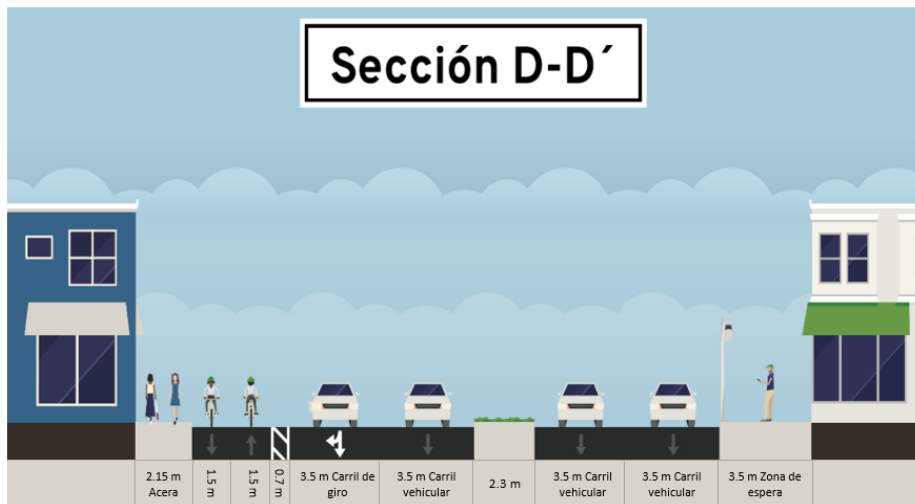 Sección D-D´
2.15 m
Acera
1.5 m
1.5 m
0.7 m
3.5 m Carril de
giro
3.5 m Carril
vehicular
2.3 m
3.5 m Carril
vehicular
3.5 m Carril
vehicular
3.5 m Zona de
espera